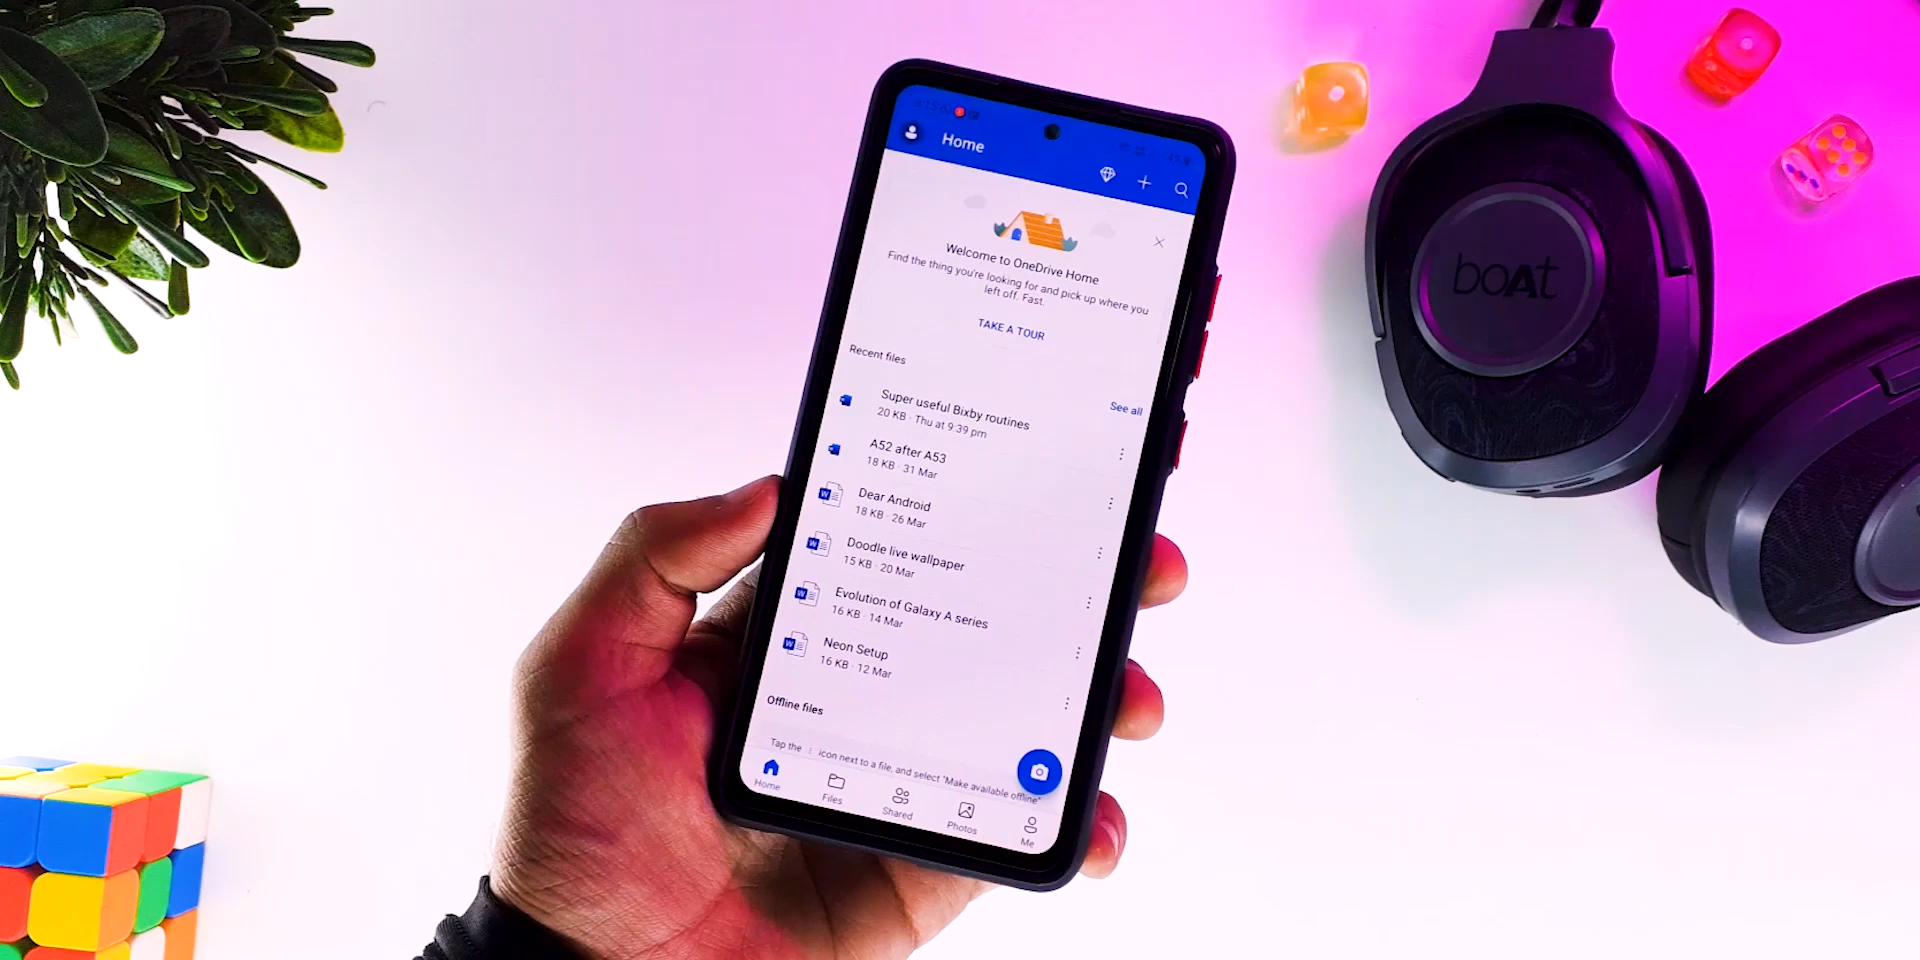 Home
Welcome to OneDrive Home
Find the thing you're looking for and pick up where you
left off. Fast.
TAKE A TOUR
Recent files
See all
Super useful Bixby routines
20 KB · Thu at 9:39 pm
A52 after A53
18 KB · 31 Mar
Dear Android
18 KB · 26 Mar
Doodle live wallpaper
15 KB · 20 Mar
Evolution of Galaxy A series
16 KB · 14 Mar
Neon Setup
16 KB · 12 Mar
Offline files
Tap the ⋮ icon next to a file, and select "Make available offline"
Home
Files
Shared
Photos
Me
boAt